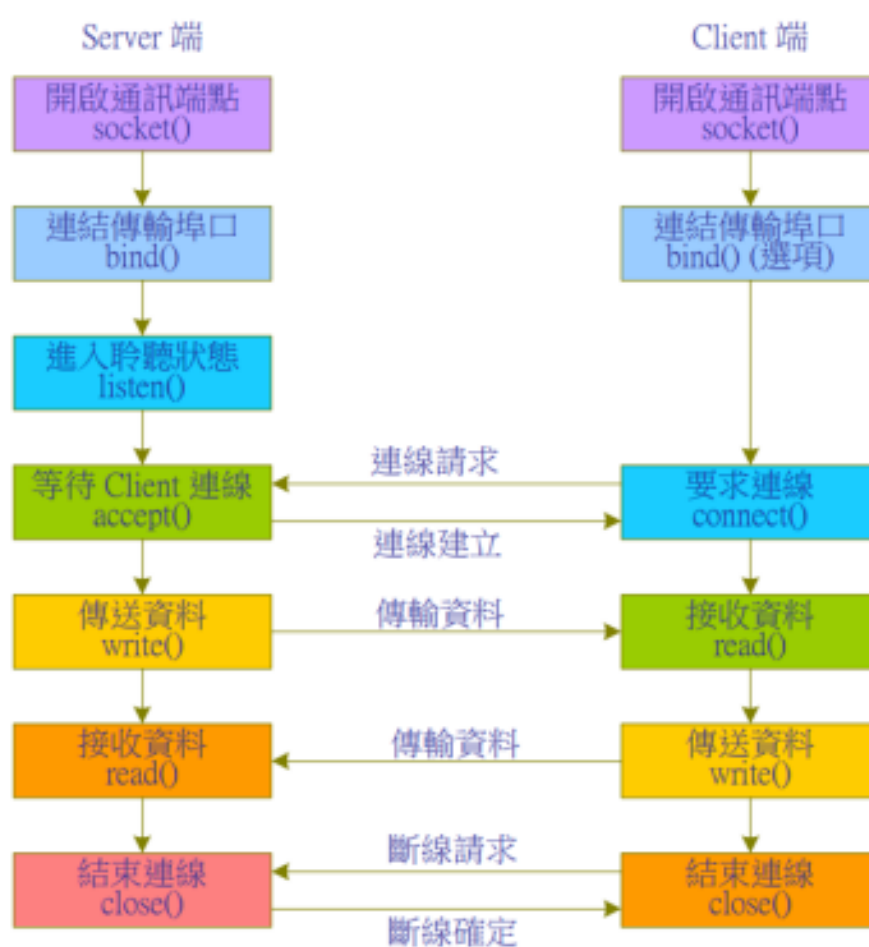 Server 端
Client 端
開啟通訊端點
socket()
開啟通訊端點
socket()
連結傳輸埠口
bind()
連結傳輸埠口
bind() (選項)
進入聆聽狀態
listen()
連線請求
等待 Client 連線
accept()
要求連線
connect()
連線建立
傳送資料
write()
傳輸資料
接收資料
read()
接收資料
read()
傳輸資料
傳送資料
write()
斷線請求
結束連線
close()
結束連線
close()
斷線確定